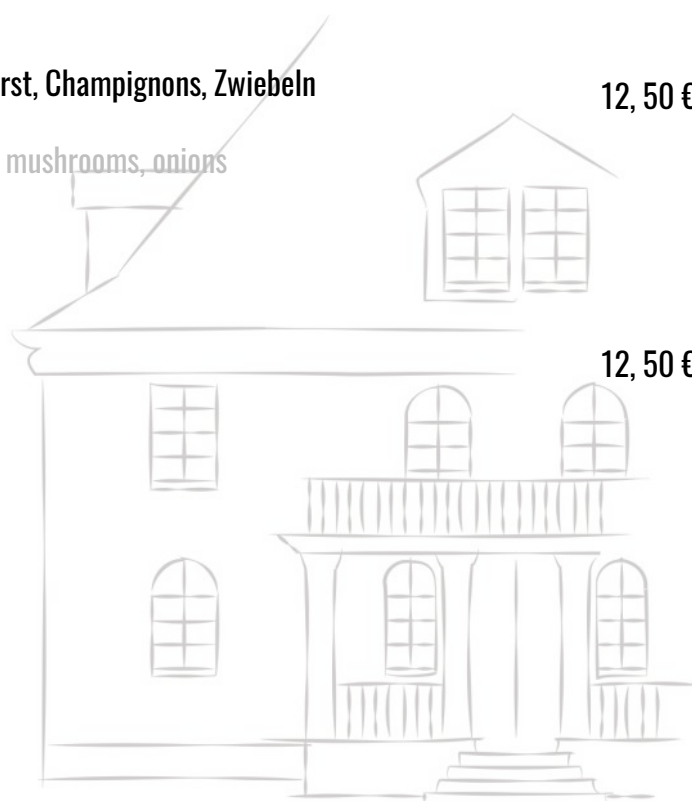 rst, Champignons, Zwiebeln
12, 50 €
mushrooms, onions
12, 50 €